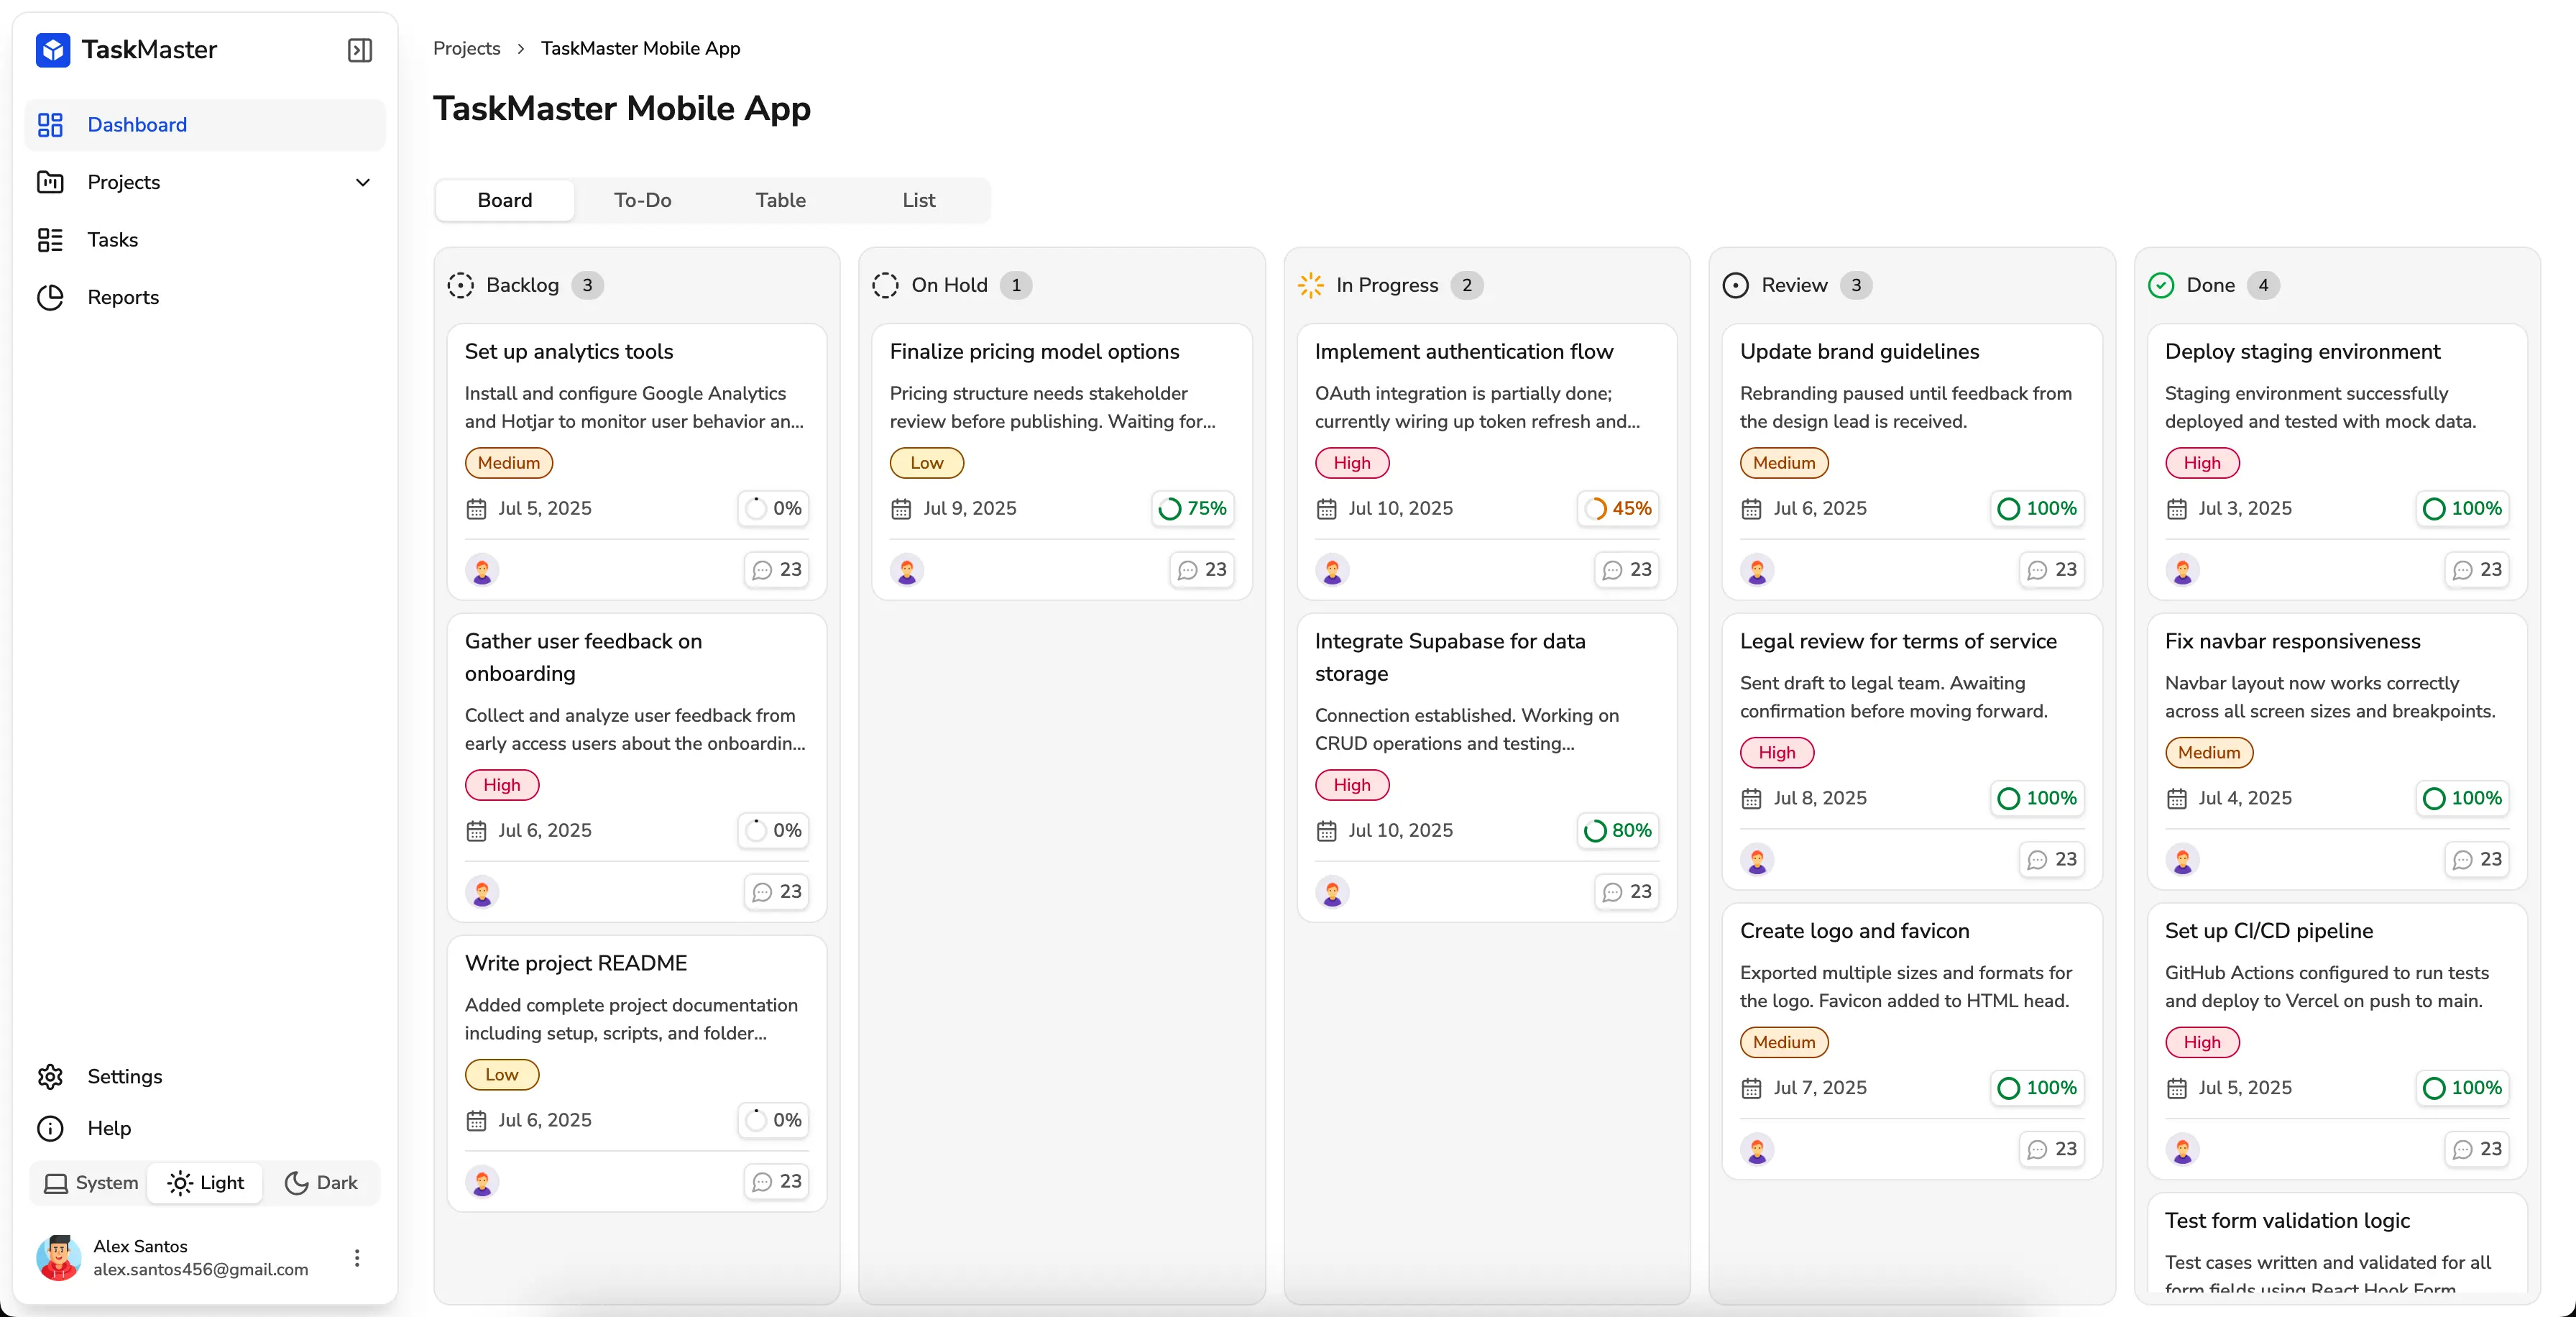 TaskMaster
Dashboard
Projects
Tasks
Reports
Settings
Help
System Light Dark
Alex Santos
alex.santos456@gmail.com
Projects > TaskMaster Mobile App
TaskMaster Mobile App
Board To-Do Table List
Backlog 3
Set up analytics tools
Install and configure Google Analytics
and Hotjar to monitor user behavior an...
Medium
Jul 5, 2025 0%
23
Gather user feedback on
onboarding
Collect and analyze user feedback from
early access users about the onboardin...
High
Jul 6, 2025 0%
23
Write project README
Added complete project documentation
including setup, scripts, and folder...
Low
Jul 6, 2025 0%
23
On Hold 1
Finalize pricing model options
Pricing structure needs stakeholder
review before publishing. Waiting for...
Low
Jul 9, 2025 75%
23
In Progress 2
Implement authentication flow
OAuth integration is partially done;
currently wiring up token refresh and...
High
Jul 10, 2025 45%
23
Integrate Supabase for data
storage
Connection established. Working on
CRUD operations and testing...
High
Jul 10, 2025 80%
23
Review 3
Update brand guidelines
Rebranding paused until feedback from
the design lead is received.
Medium
Jul 6, 2025 100%
23
Legal review for terms of service
Sent draft to legal team. Awaiting
confirmation before moving forward.
High
Jul 8, 2025 100%
23
Create logo and favicon
Exported multiple sizes and formats for
the logo. Favicon added to HTML head.
Medium
Jul 7, 2025 100%
23
Done 4
Deploy staging environment
Staging environment successfully
deployed and tested with mock data.
High
Jul 3, 2025 100%
23
Fix navbar responsiveness
Navbar layout now works correctly
across all screen sizes and breakpoints.
Medium
Jul 4, 2025 100%
23
Set up CI/CD pipeline
GitHub Actions configured to run tests
and deploy to Vercel on push to main.
High
Jul 5, 2025 100%
23
Test form validation logic
Test cases written and validated for all
form fields using React Hook Form